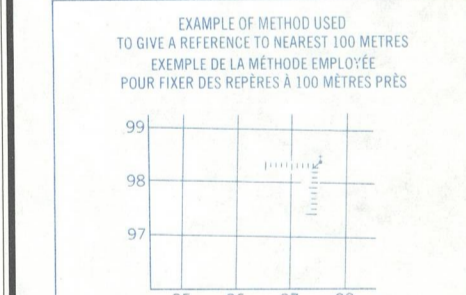 EXAMPLE OF METHOD USED
TO GIVE A REFERENCE TO NEAREST 100 METRES
EXEMPLE DE LA MÉTHODE EMPLOYÉE
POUR FIXER DES REPÈRES À 100 MÈTRES PRÈS
99
98
97